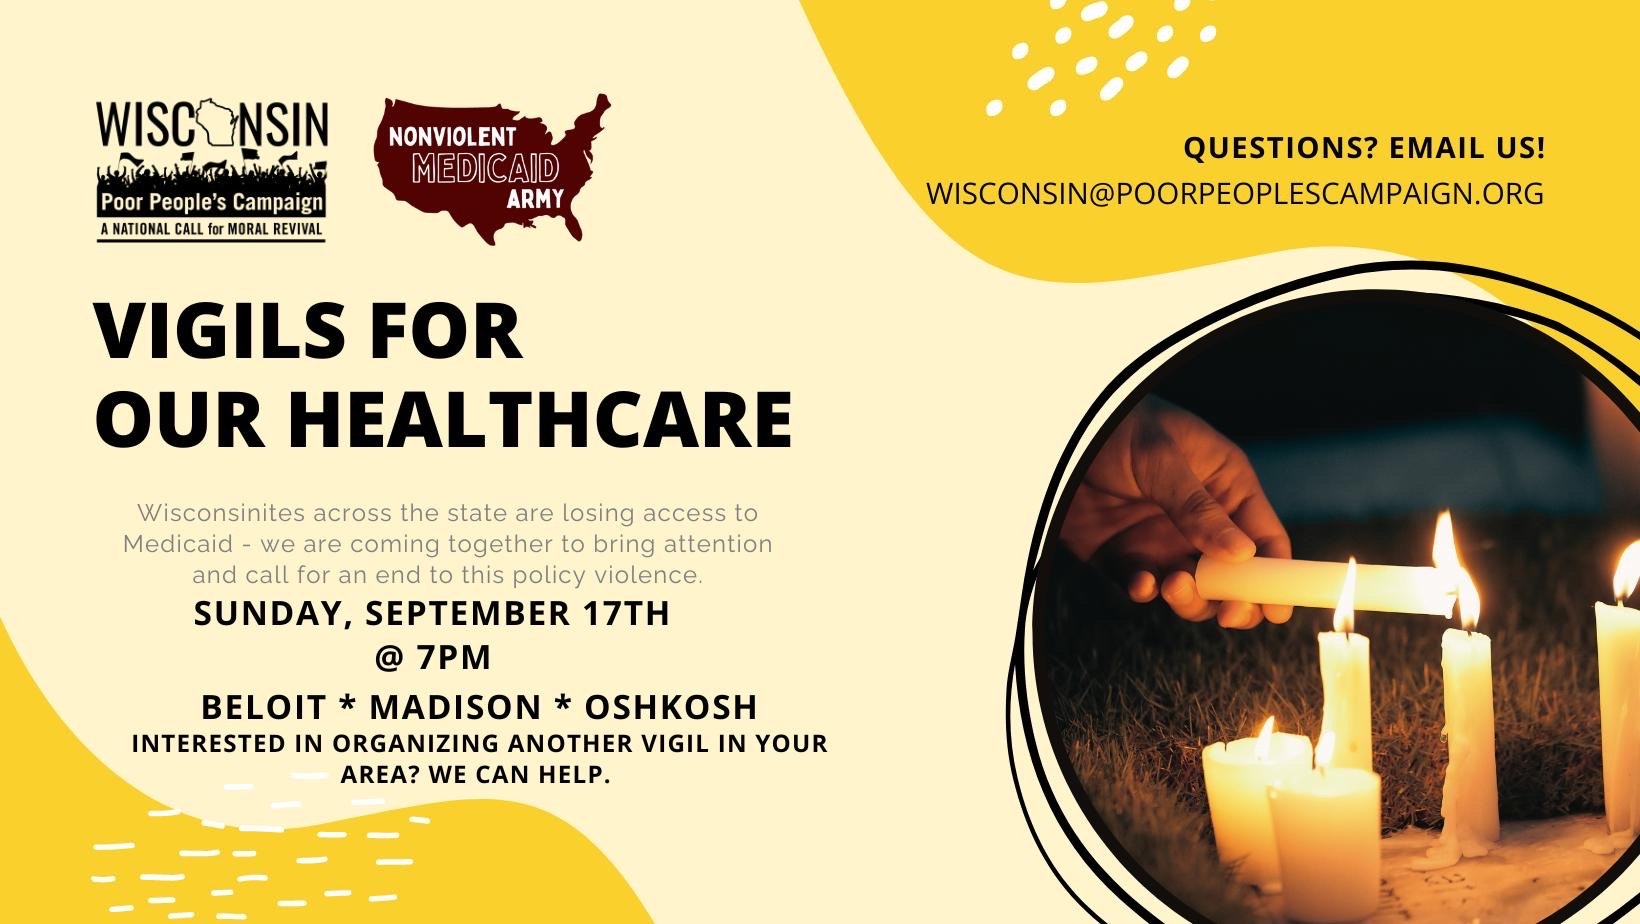 WISCONSIN
Poor People's Campaign
A NATIONAL CALL for MORAL REVIVAL
NONVIOLENT
MEDICAID
ARMY
QUESTIONS? EMAIL US!
WISCONSIN@POORPEOPLESCAMPAIGN.ORG
VIGILS FOR
OUR HEALTHCARE
Wisconsinites across the state are losing access to
Medicaid - we are coming together to bring attention
and call for an end to this policy violence.
SUNDAY, SEPTEMBER 17TH
@ 7PM
BELOIT * MADISON * OSHKOSH
INTERESTED IN ORGANIZING ANOTHER VIGIL IN YOUR
AREA? WE CAN HELP.